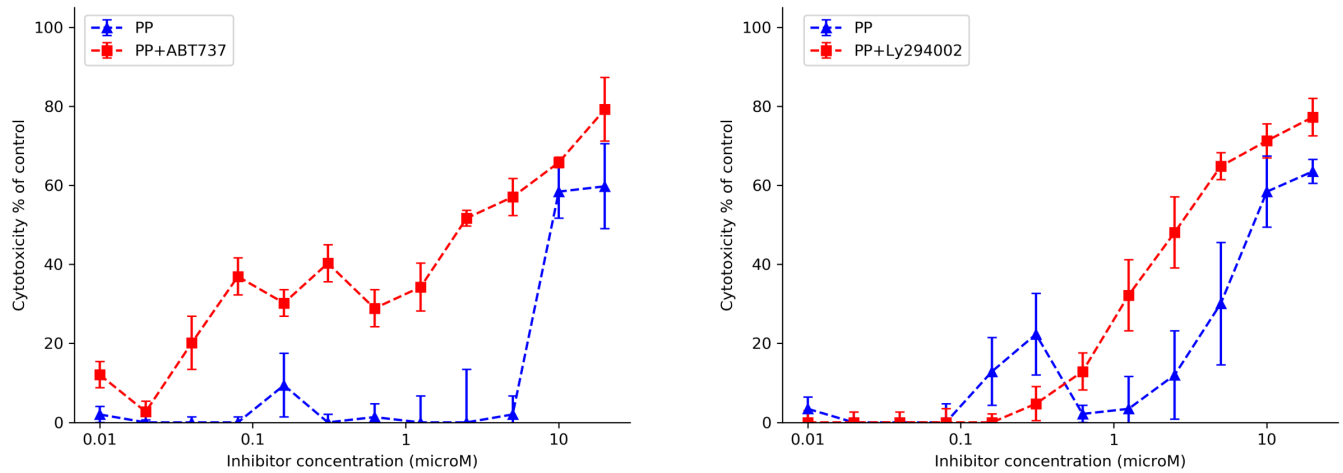 100
80
60
40
20
0
Cytotoxicity % of control
PP
PP+ABT737
0.01
0.1
1
10
Inhibitor concentration (microM)
100
80
60
40
20
0
Cytotoxicity % of control
PP
PP+Ly294002
0.01
0.1
1
10
Inhibitor concentration (microM)